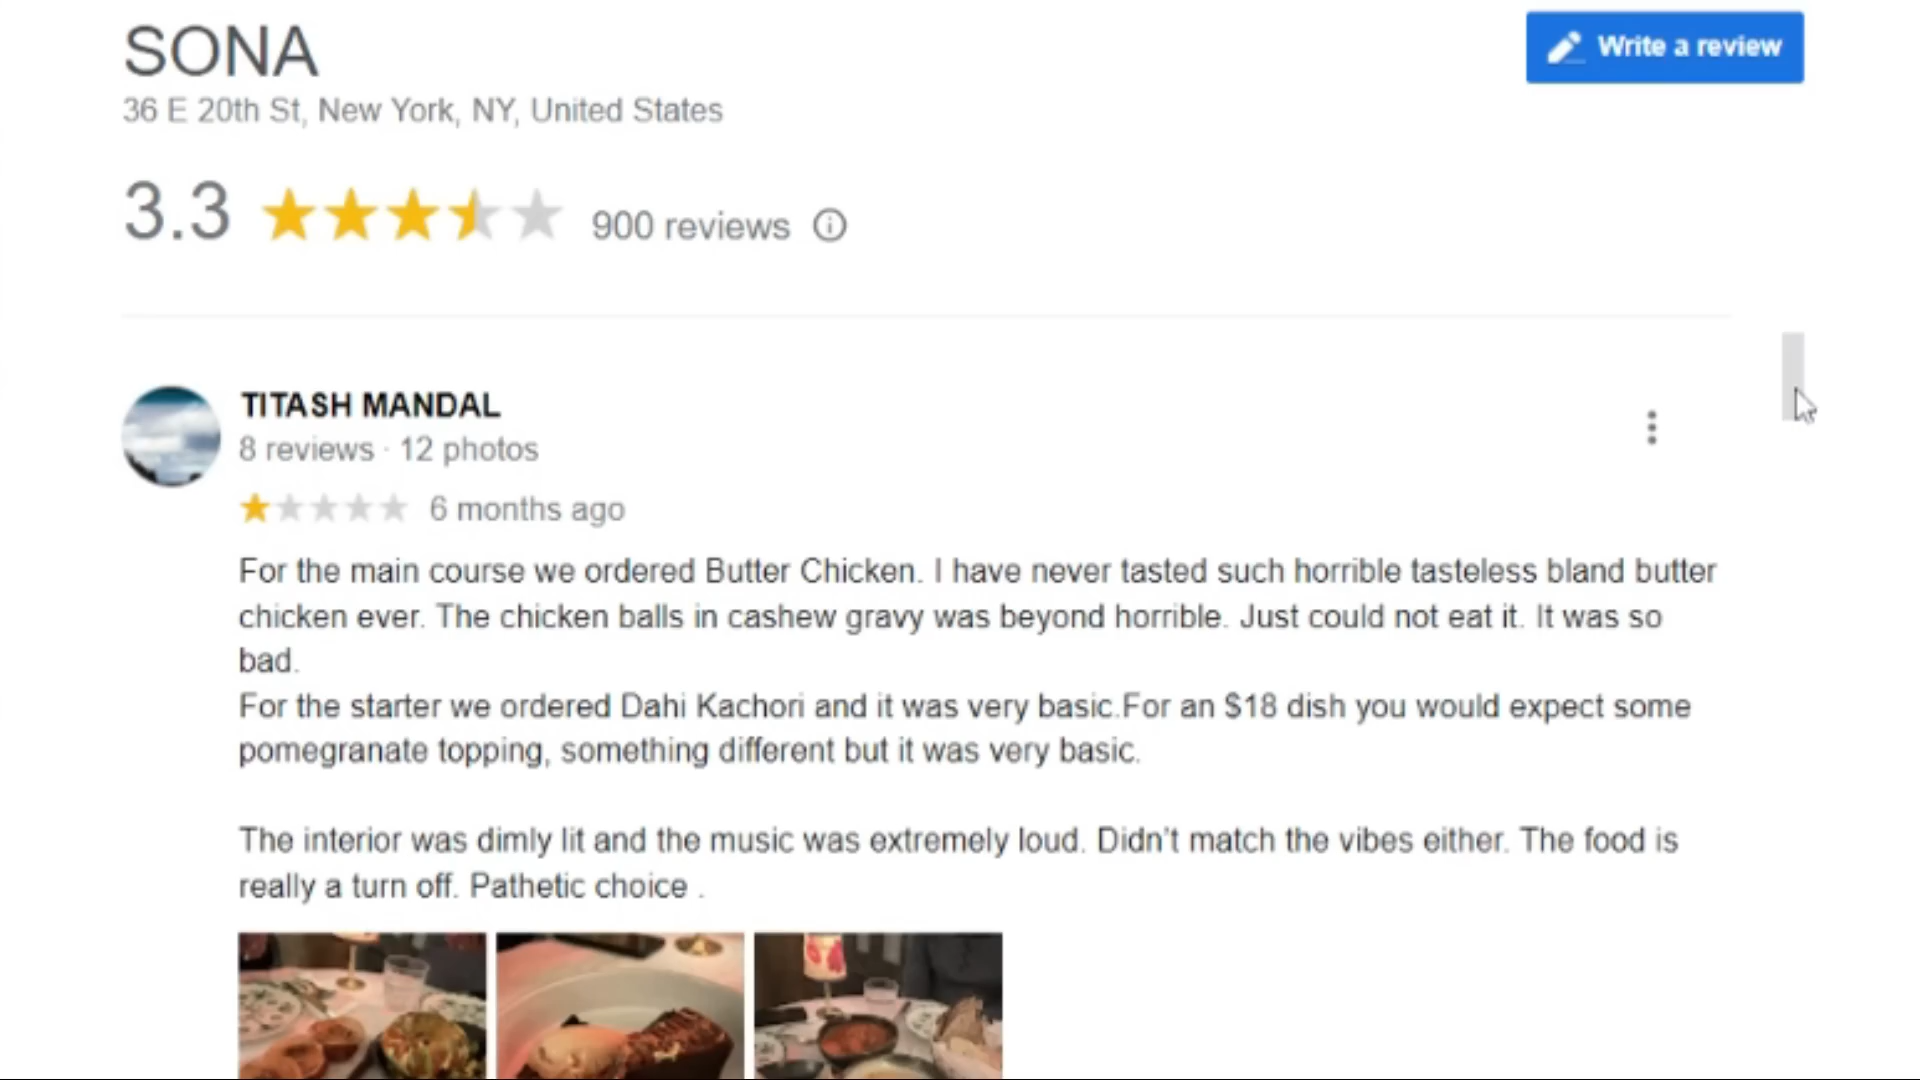 SONA
Write a review
36 E 20th St, New York, NY, United States
3.3
900 reviews
TITASH MANDAL
8 reviews · 12 photos
6 months ago
For the main course we ordered Butter Chicken. I have never tasted such horrible tasteless bland butter
chicken ever. The chicken balls in cashew gravy was beyond horrible. Just could not eat it. It was so
bad.
For the starter we ordered Dahi Kachori and it was very basic.For an $18 dish you would expect some
pomegranate topping, something different but it was very basic.
The interior was dimly lit and the music was extremely loud. Didn't match the vibes either. The food is
really a turn off. Pathetic choice .